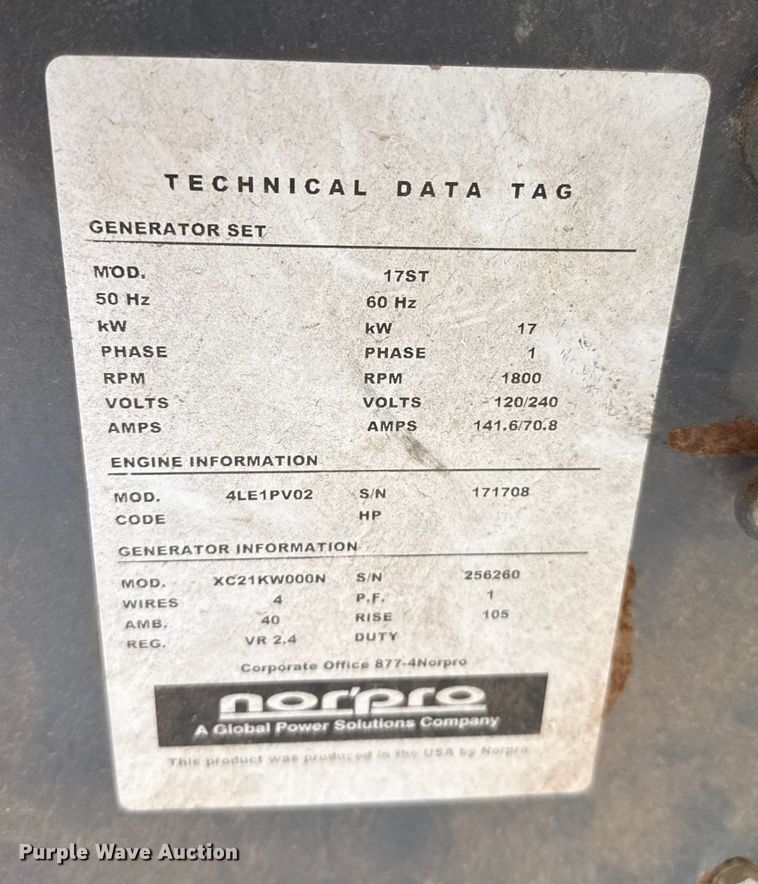 TECHNICAL DATA TAG
GENERATOR SET
MOD. 17ST
50 Hz 60 Hz
kW kW 17
PHASE PHASE 1
RPM RPM 1800
VOLTS VOLTS 120/240
AMPS AMPS 141.6/70.8
ENGINE INFORMATION
MOD. 4LE1PV02 S/N 171708
CODE HP
GENERATOR INFORMATION
MOD. XC21KW000N S/N 256260
WIRES 4 P.F. 1
AMB. 40 RISE 105
REG. VR 2.4 DUTY
Corporate Office 877-4Norpro
nor'pro
A Global Power Solutions Company
This product was produced in the USA by Norpro
Purple Wave Auction